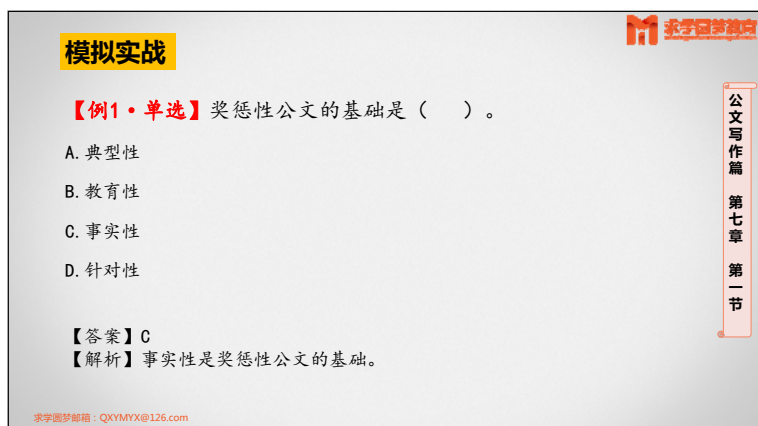 求学圆梦教育
模拟实战
【例1·单选】奖惩性公文的基础是（　　）。
A.典型性
B.教育性
C.事实性
D.针对性
【答案】C
【解析】事实性是奖惩性公文的基础。
公文写作篇　第七章　第一节
求学圆梦邮箱：QXYMYX@126.com